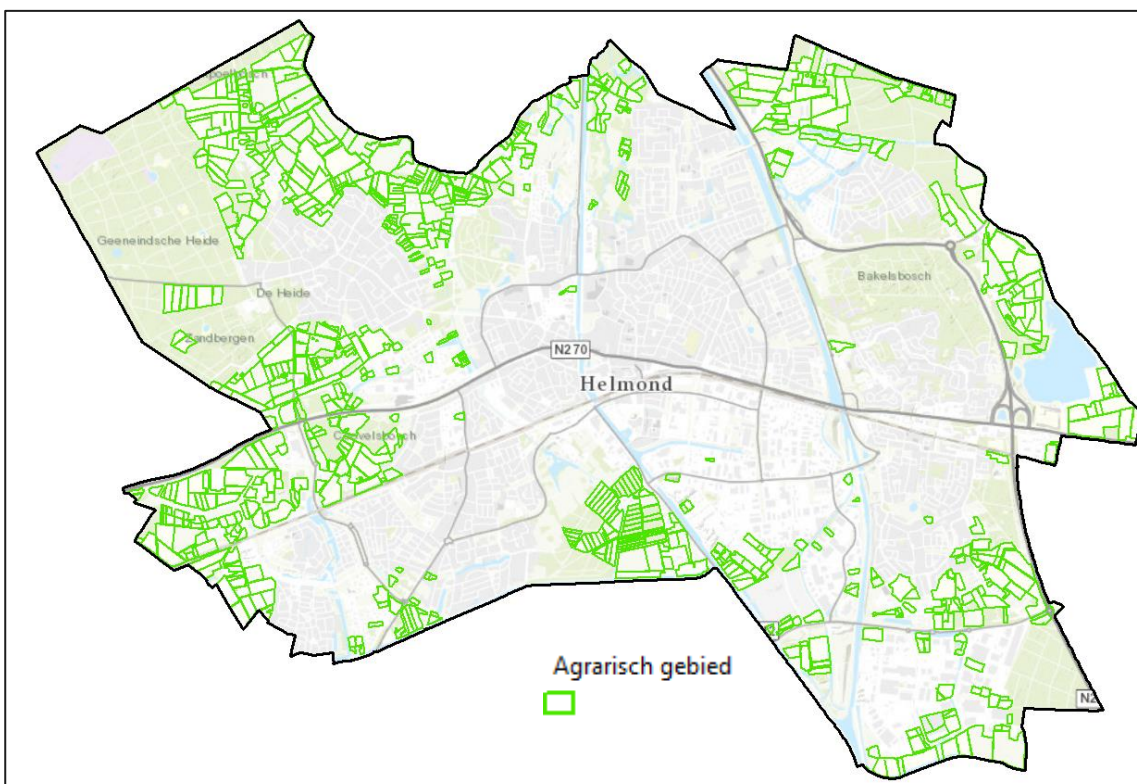 Geeneindsche Heide
Bakelsbosch
De Heide
Zandbergen
N270
Helmond
Agrarisch gebied